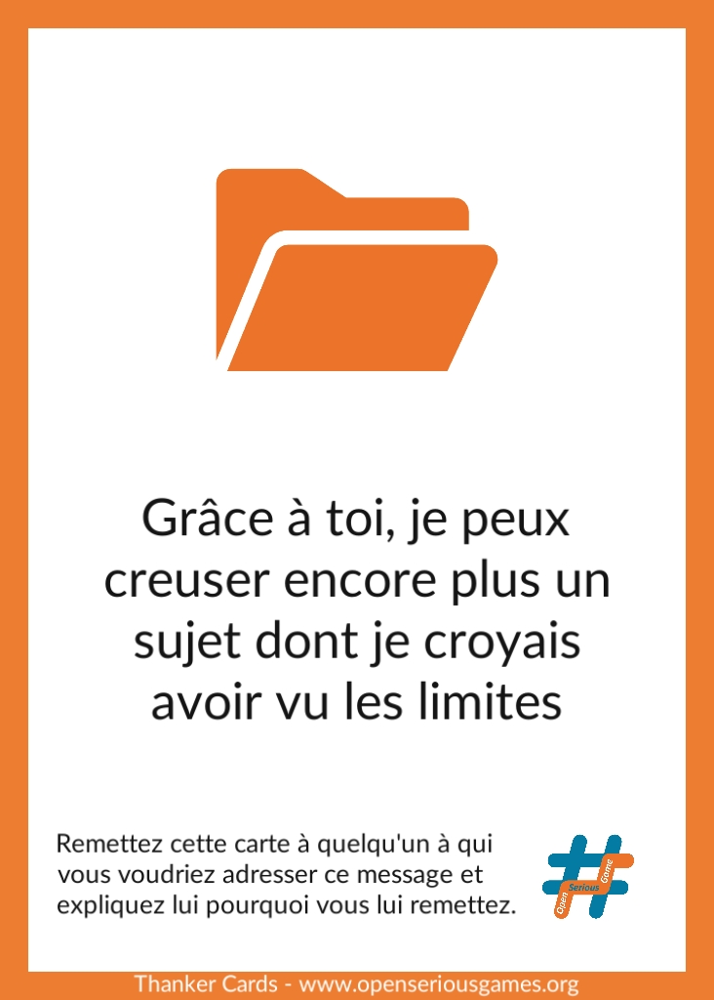 Grâce à toi, je peux
creuser encore plus un
sujet dont je croyais
avoir vu les limites
Remettez cette carte à quelqu'un à qui
vous voudriez adresser ce message et
expliquez lui pourquoi vous lui remettez.
Open Serious Game
Thanker Cards - www.openseriousgames.org